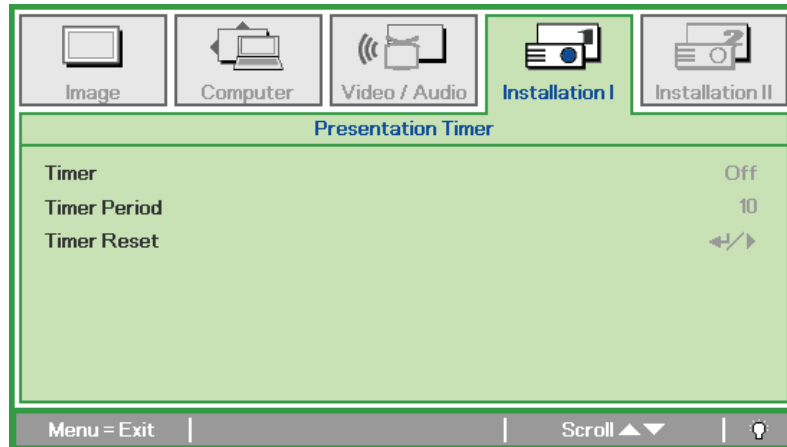 Image
Computer
Video / Audio
Installation I
2
Installation II
Presentation Timer
Timer Off
Timer Period 10
Timer Reset ↵/▶
Menu = Exit Scroll ▲▼